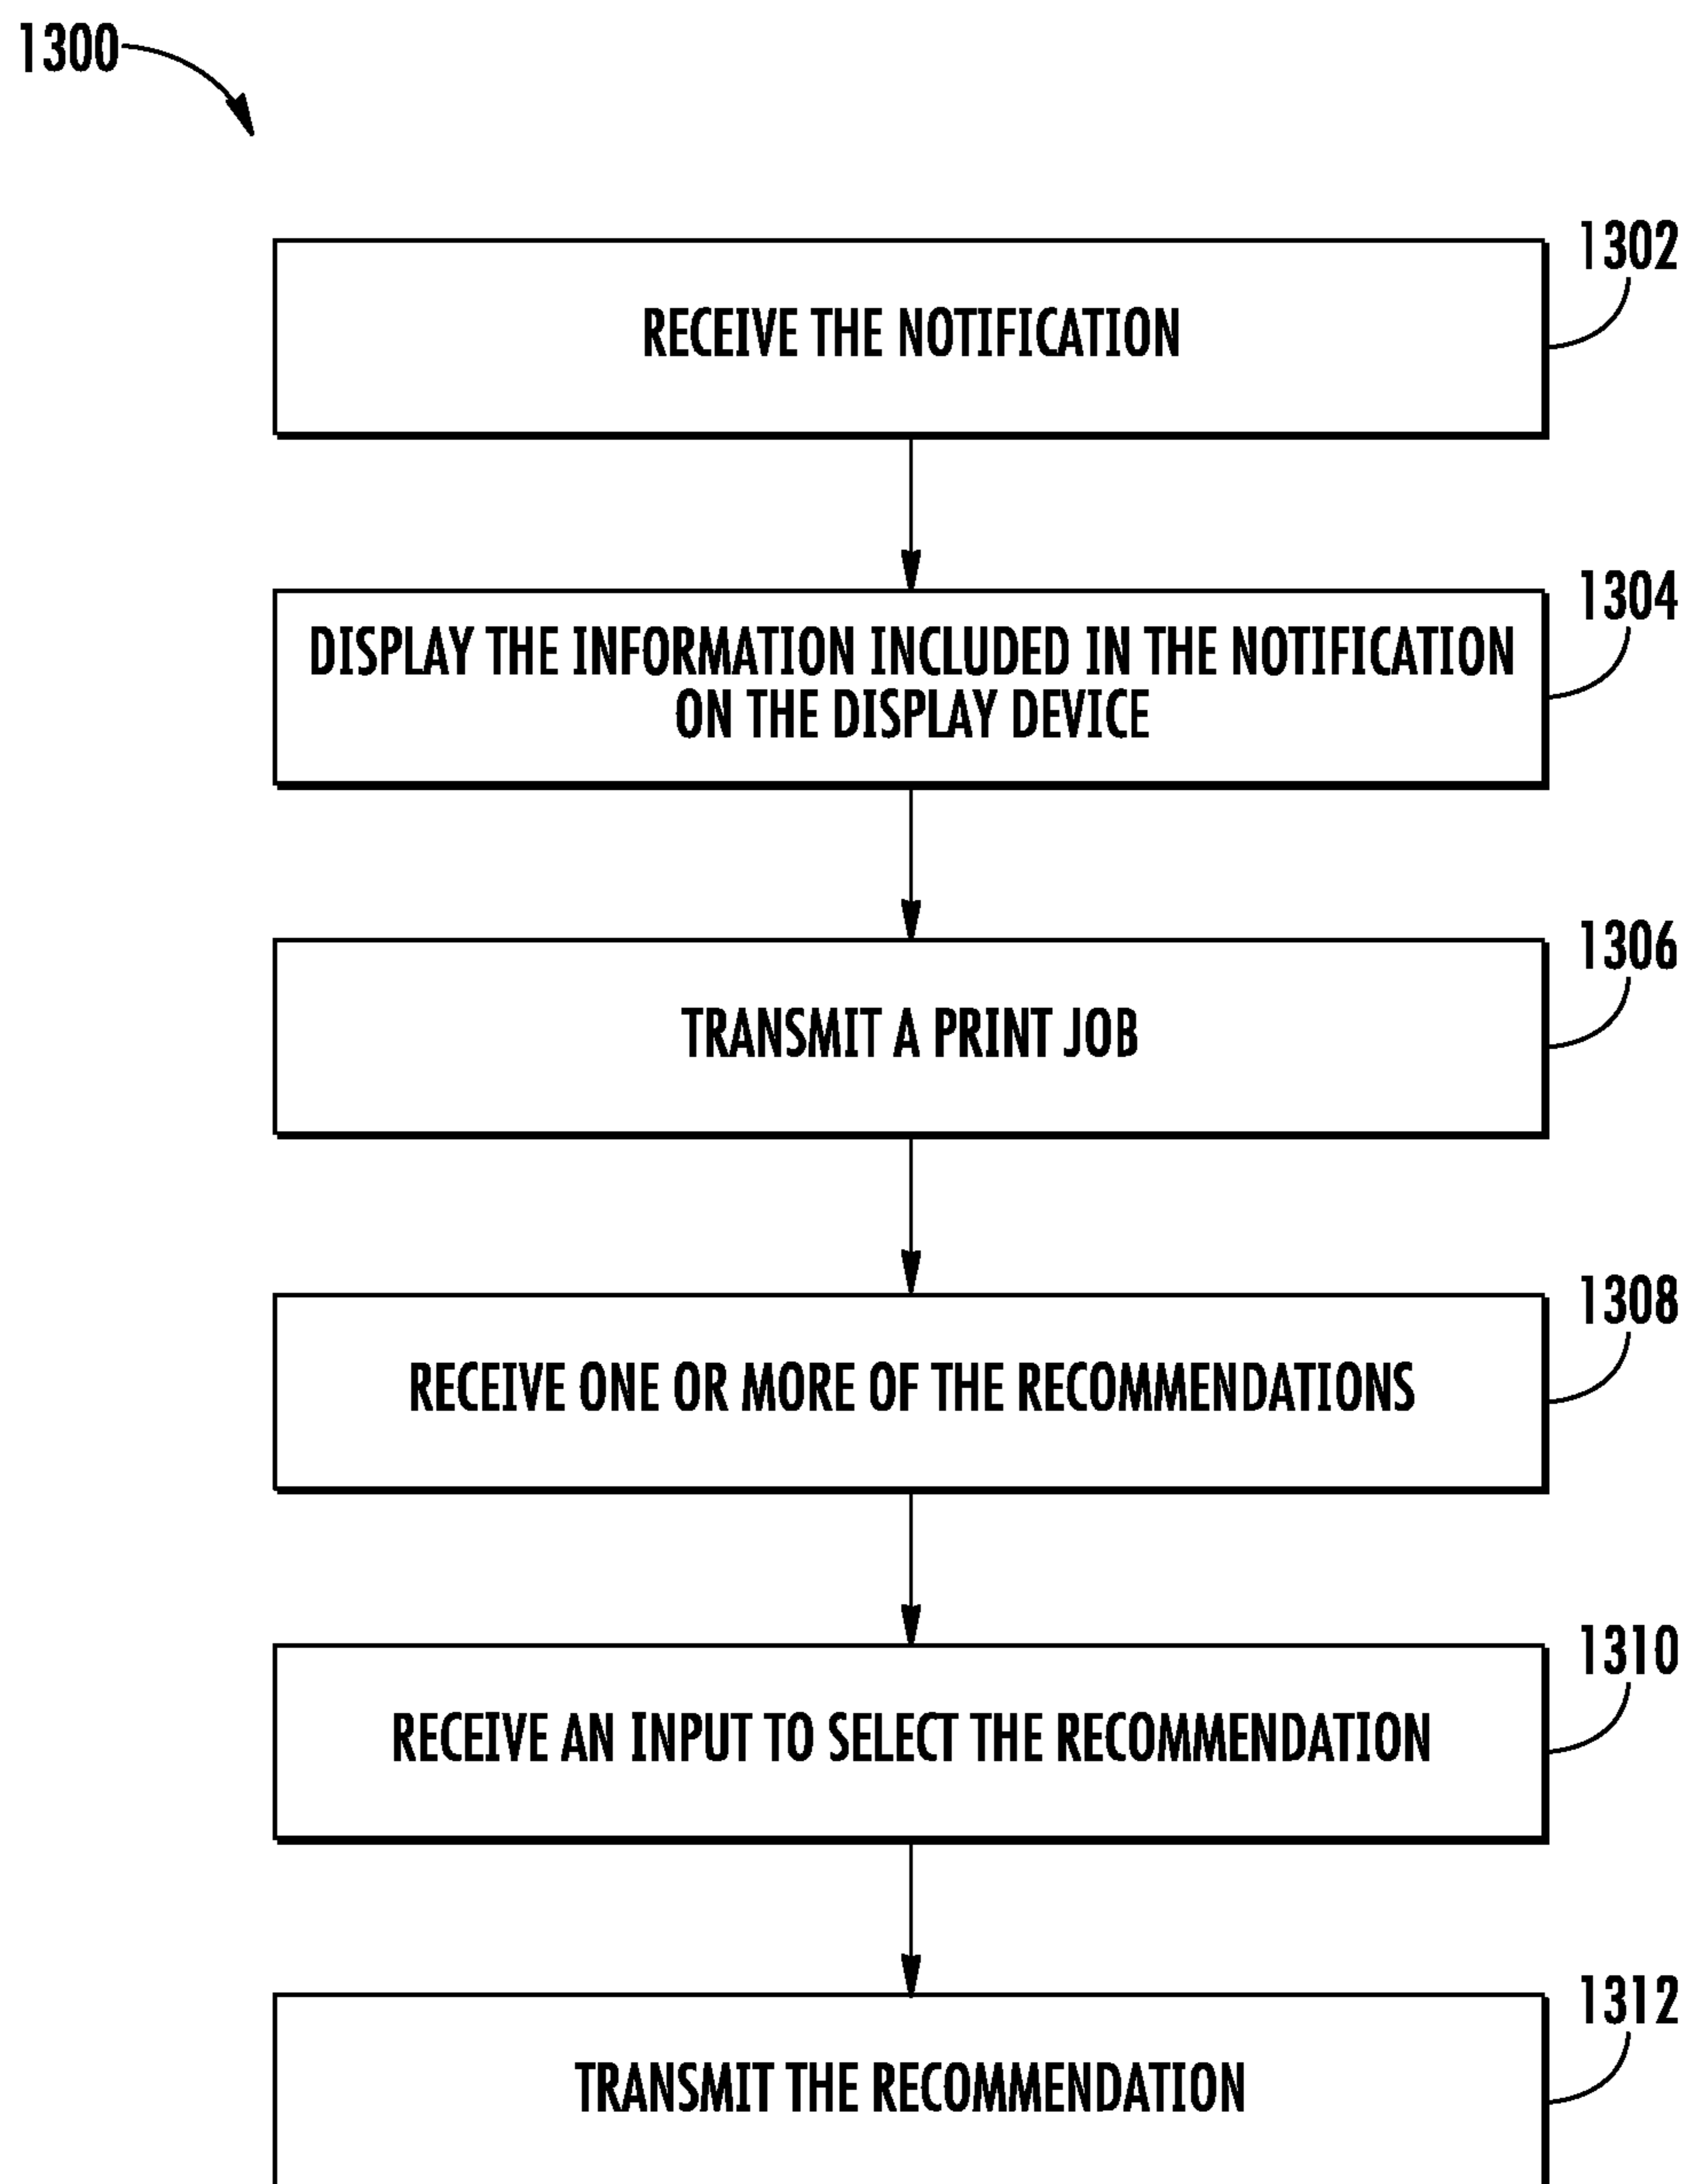 1300
1302
RECEIVE THE NOTIFICATION
1304
DISPLAY THE INFORMATION INCLUDED IN THE NOTIFICATION
ON THE DISPLAY DEVICE
1306
TRANSMIT A PRINT JOB
1308
RECEIVE ONE OR MORE OF THE RECOMMENDATIONS
1310
RECEIVE AN INPUT TO SELECT THE RECOMMENDATION
1312
TRANSMIT THE RECOMMENDATION